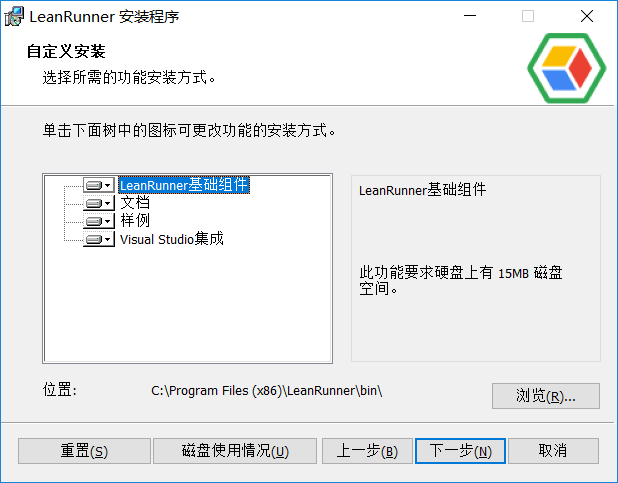 LeanRunner 安装程序
自定义安装
选择所需的功能安装方式。
单击下面树中的图标可更改功能的安装方式。
LeanRunner基础组件
文档
样例
Visual Studio集成
LeanRunner基础组件
此功能要求硬盘上有 15MB 磁盘
空间。
位置: C:\Program Files (x86)\LeanRunner\bin\
浏览(R)...
重置(S) 磁盘使用情况(U) 上一步(B) 下一步(N) 取消